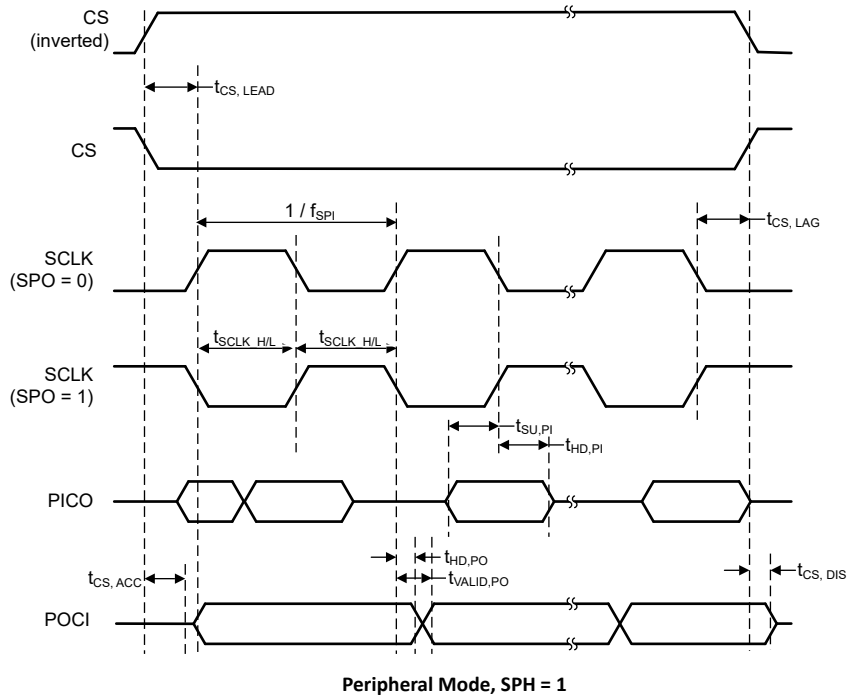 CS
(inverted)
tCS, LEAD
CS
1 / fSPI
tCS, LAG
SCLK
(SPO = 0)
tSCLK_H/L
tSCLK_H/L
SCLK
(SPO = 1)
tSU,PI
tHD,PI
PICO
tHD,PO
tVALID,PO
tCS, ACC
tCS, DIS
POCI
Peripheral Mode, SPH = 1